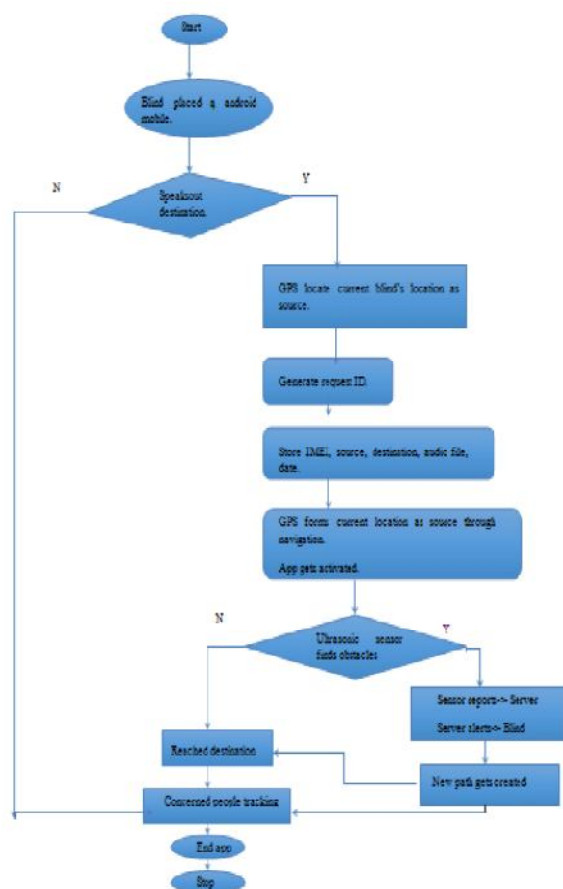 Start
Blind placed a android
mobile.
N
Y
Speaksout
destination.
GPS locate current blind's location as
source.
Generate request ID.
Store IMEI, source, destination, audio file,
date.
GPS forms current location as source through
navigation.
App gets activated.
N
Y
Ultrasonic sensor
finds obstacles
Sensor reports-> Server
Server alerts-> Blind
Reached destination
New path gets created
Concerned people tracking
End app
Stop